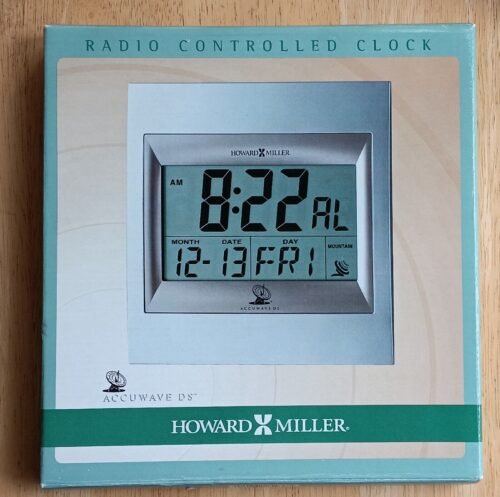 RADIO CONTROLLED CLOCK
HOWARD MILLER
AM 8:22 AL
MONTH DATE DAY MOUNTAIN
12-13 FRI
ACCUWAVE DS
ACCUWAVE DS™
HOWARD MILLER®